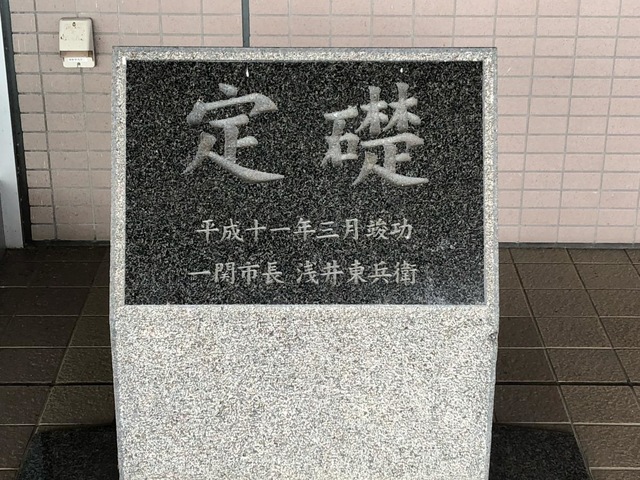 定礎
平成十一年三月竣功
一関市長 浅井東兵衛